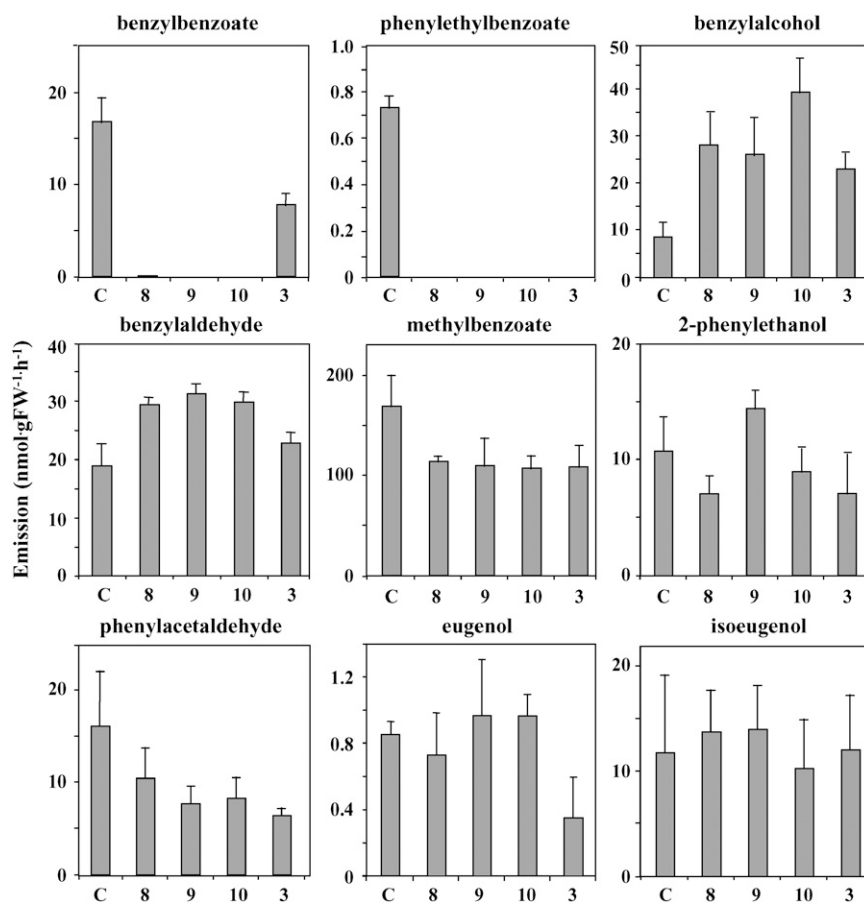 benzylbenzoate phenylethylbenzoate benzylalcohol
20
10
0
C 8 9 10 3
1.0
0.8
0.6
0.4
0.2
0
C 8 9 10 3
50
40
30
20
10
0
C 8 9 10 3
benzylaldehyde methylbenzoate 2-phenylethanol
40
30
20
10
0
C 8 9 10 3
200
100
0
C 8 9 10 3
20
10
0
C 8 9 10 3
Emission (nmol·gFW⁻¹·h⁻¹)
phenylacetaldehyde eugenol isoeugenol
20
10
0
C 8 9 10 3
1.2
0.8
0.4
0
C 8 9 10 3
20
10
0
C 8 9 10 3